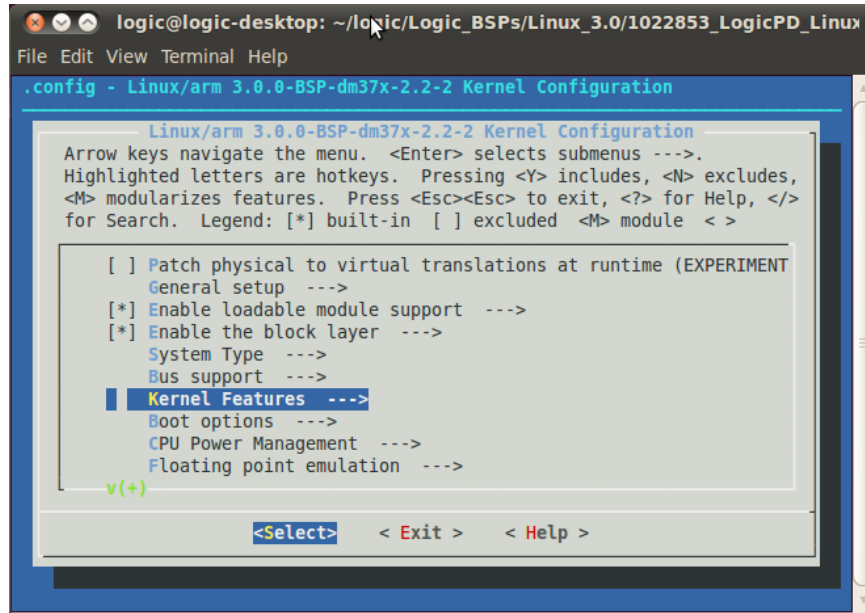 logic@logic-desktop: ~/logic/Logic_BSPs/Linux_3.0/1022853_LogicPD_Linux
File Edit View Terminal Help
.config - Linux/arm 3.0.0-BSP-dm37x-2.2-2 Kernel Configuration
Linux/arm 3.0.0-BSP-dm37x-2.2-2 Kernel Configuration
Arrow keys navigate the menu. <Enter> selects submenus --->.
Highlighted letters are hotkeys. Pressing <Y> includes, <N> excludes,
<M> modularizes features. Press <Esc><Esc> to exit, <?> for Help, </>
for Search. Legend: [*] built-in [ ] excluded <M> module < >
[ ] Patch physical to virtual translations at runtime (EXPERIMENT
General setup --->
[*] Enable loadable module support --->
[*] Enable the block layer --->
System Type --->
Bus support --->
Kernel Features --->
Boot options --->
CPU Power Management --->
Floating point emulation --->
v(+)
<Select> < Exit > < Help >